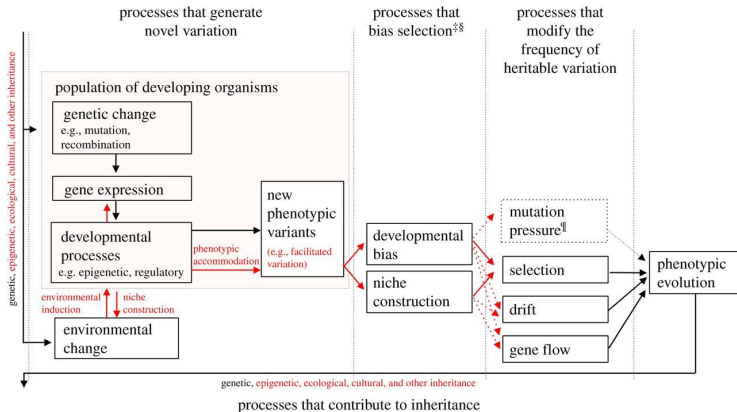 processes that generate
novel variation
processes that
bias selection‡§
processes that
modify the
frequency of
heritable variation
genetic, epigenetic, ecological, cultural, and other inheritance
population of developing organisms
genetic change
e.g., mutation,
recombination
gene expression
developmental
processes
e.g. epigenetic, regulatory
phenotypic
accommodation
new
phenotypic
variants
(e.g., facilitated
variation)
environmental
induction
niche
construction
environmental
change
developmental
bias
niche
construction
mutation
pressure¶
selection
drift
gene flow
phenotypic
evolution
genetic, epigenetic, ecological, cultural, and other inheritance
processes that contribute to inheritance